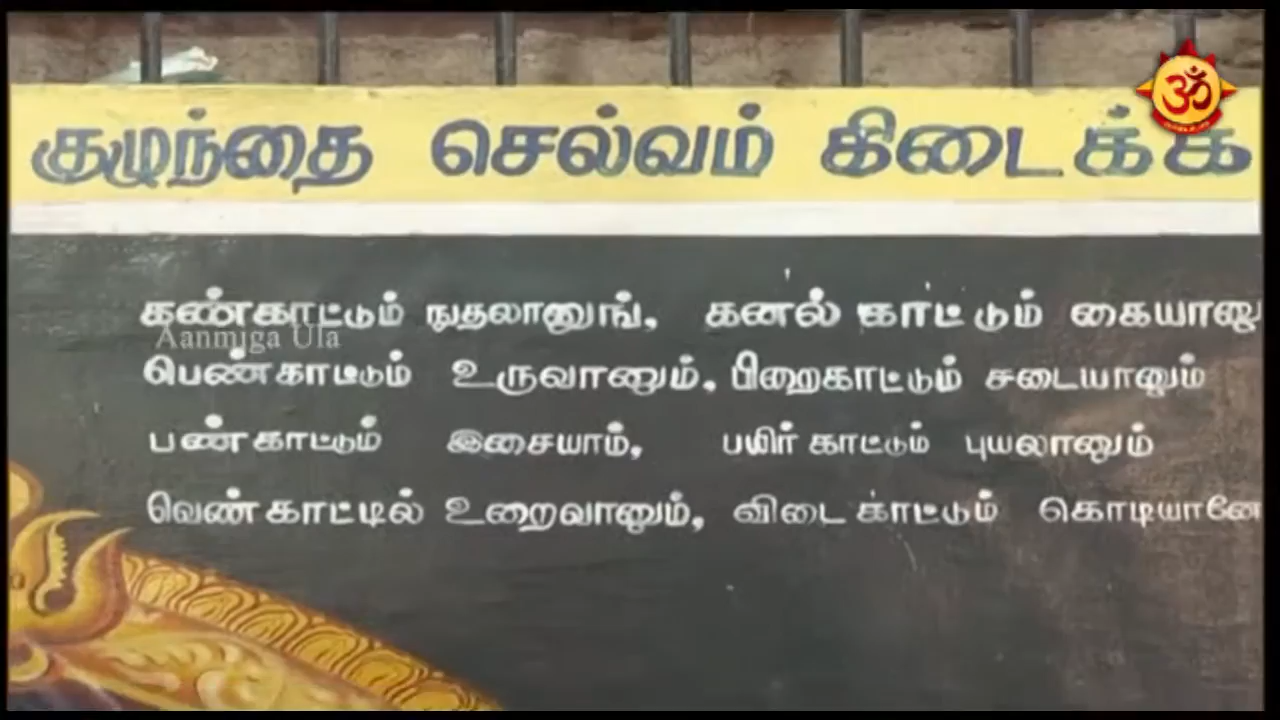 குழந்தை செல்வம் கிடைக்க
கண்காட்டும் நுதலானுங், கனல் காட்டும் கையானு
Aanmiga Ula
பெண்காட்டும் உருவானும், பிறைகாட்டும் சடையானும்
பண்காட்டும் இசையாம், பயிர் காட்டும் புயலானும்
வெண்காட்டில் உறைவானும், விடை காட்டும் கொடியானே